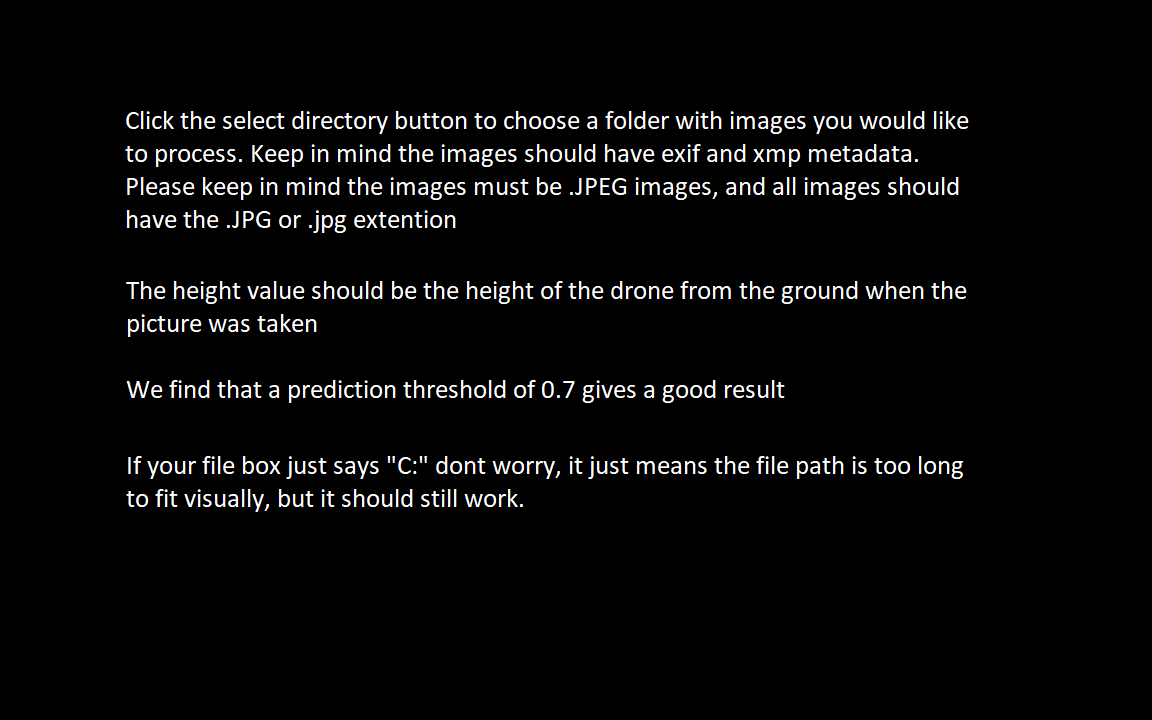 Click the select directory button to choose a folder with images you would like
to process. Keep in mind the images should have exif and xmp metadata.
Please keep in mind the images must be .JPEG images, and all images should
have the .JPG or .jpg extention
The height value should be the height of the drone from the ground when the
picture was taken
We find that a prediction threshold of 0.7 gives a good result
If your file box just says "C:" dont worry, it just means the file path is too long
to fit visually, but it should still work.